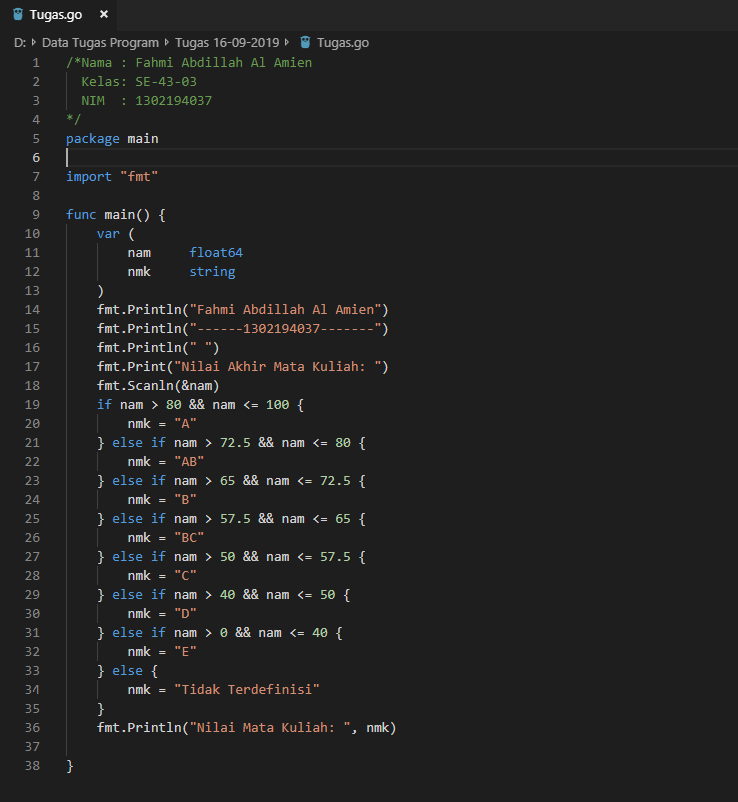 Tugas.go ×
D: Data Tugas Program Tugas 16-09-2019 Tugas.go
1 /*Nama : Fahmi Abdillah Al Amien
2   Kelas: SE-43-03
3   NIM  : 1302194037
4 */
5 package main
6
7 import "fmt"
8
9 func main() {
10     var (
11         nam     float64
12         nmk     string
13     )
14     fmt.Println("Fahmi Abdillah Al Amien")
15     fmt.Println("------1302194037-------")
16     fmt.Println(" ")
17     fmt.Print("Nilai Akhir Mata Kuliah: ")
18     fmt.Scanln(&nam)
19     if nam > 80 && nam <= 100 {
20         nmk = "A"
21     } else if nam > 72.5 && nam <= 80 {
22         nmk = "AB"
23     } else if nam > 65 && nam <= 72.5 {
24         nmk = "B"
25     } else if nam > 57.5 && nam <= 65 {
26         nmk = "BC"
27     } else if nam > 50 && nam <= 57.5 {
28         nmk = "C"
29     } else if nam > 40 && nam <= 50 {
30         nmk = "D"
31     } else if nam > 0 && nam <= 40 {
32         nmk = "E"
33     } else {
34         nmk = "Tidak Terdefinisi"
35     }
36     fmt.Println("Nilai Mata Kuliah: ", nmk)
37
38 }